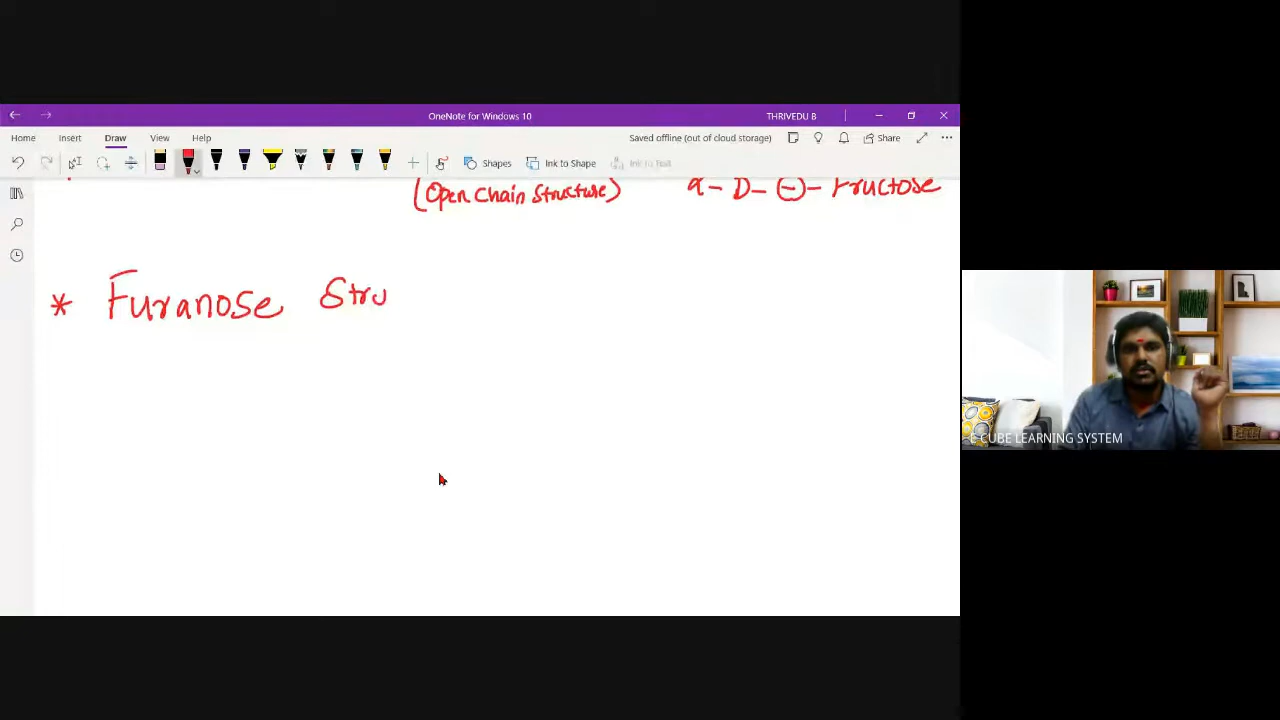 OneNote for Windows 10
THRIVEDU B
Home Insert Draw View Help
Saved offline (out of cloud storage)
Share
Shapes
Ink to Shape
Ink to Text
(Open Chain Structure)
α - D - (-) - Fructose
* Furanose Stru
E CUBE LEARNING SYSTEM